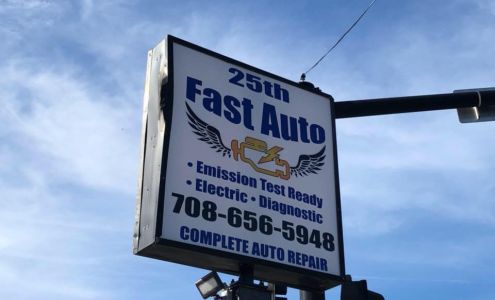 25th
Fast Auto
• Emission Test Ready
• Electric • Diagnostic
708-656-5948
COMPLETE AUTO REPAIR